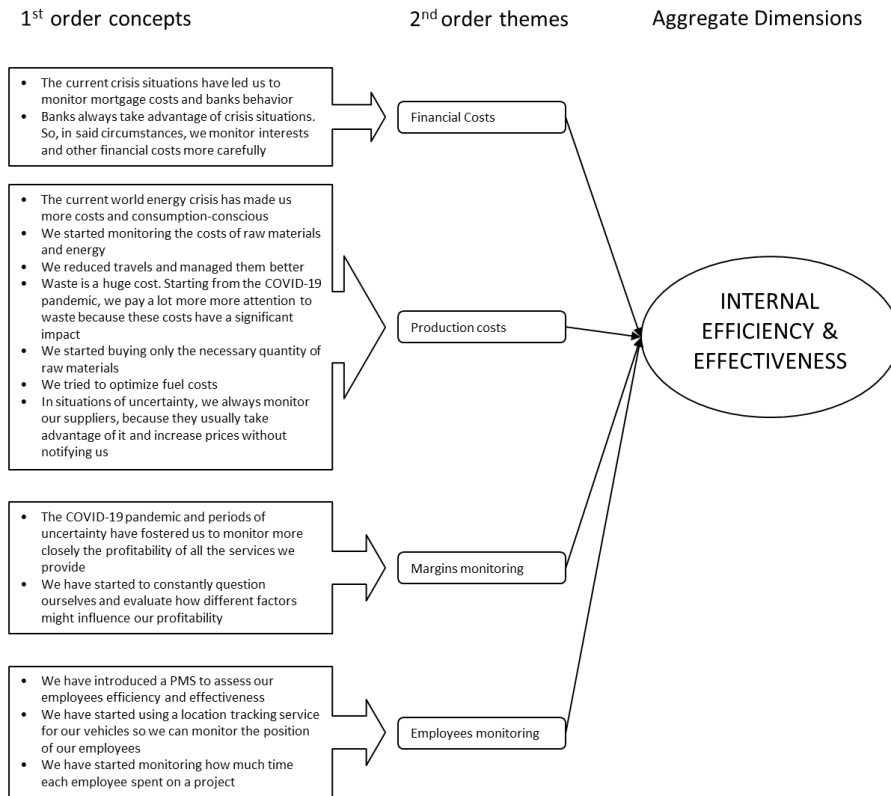 1st order concepts
2nd order themes
Aggregate Dimensions
• The current crisis situations have led us to
monitor mortgage costs and banks behavior
• Banks always take advantage of crisis situations.
So, in said circumstances, we monitor interests
and other financial costs more carefully
Financial Costs
• The current world energy crisis has made us
more costs and consumption-conscious
• We started monitoring the costs of raw materials
and energy
• We reduced travels and managed them better
• Waste is a huge cost. Starting from the COVID-19
pandemic, we pay a lot more more attention to
waste because these costs have a significant
impact
• We started buying only the necessary quantity of
raw materials
• We tried to optimize fuel costs
• In situations of uncertainty, we always monitor
our suppliers, because they usually take
advantage of it and increase prices without
notifying us
Production costs
INTERNAL
EFFICIENCY &
EFFECTIVENESS
• The COVID-19 pandemic and periods of
uncertainty have fostered us to monitor more
closely the profitability of all the services we
provide
• We have started to constantly question
ourselves and evaluate how different factors
might influence our profitability
Margins monitoring
• We have introduced a PMS to assess our
employees efficiency and effectiveness
• We have started using a location tracking service
for our vehicles so we can monitor the position
of our employees
• We have started monitoring how much time
each employee spent on a project
Employees monitoring